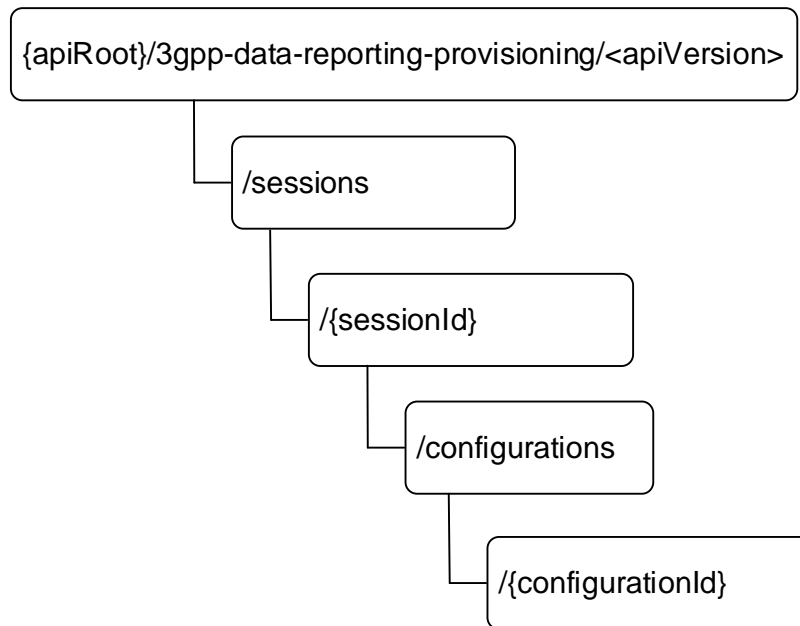 {apiRoot}/3gpp-data-reporting-provisioning/<apiVersion>
/sessions
/{sessionId}
/configurations
/{configurationId}